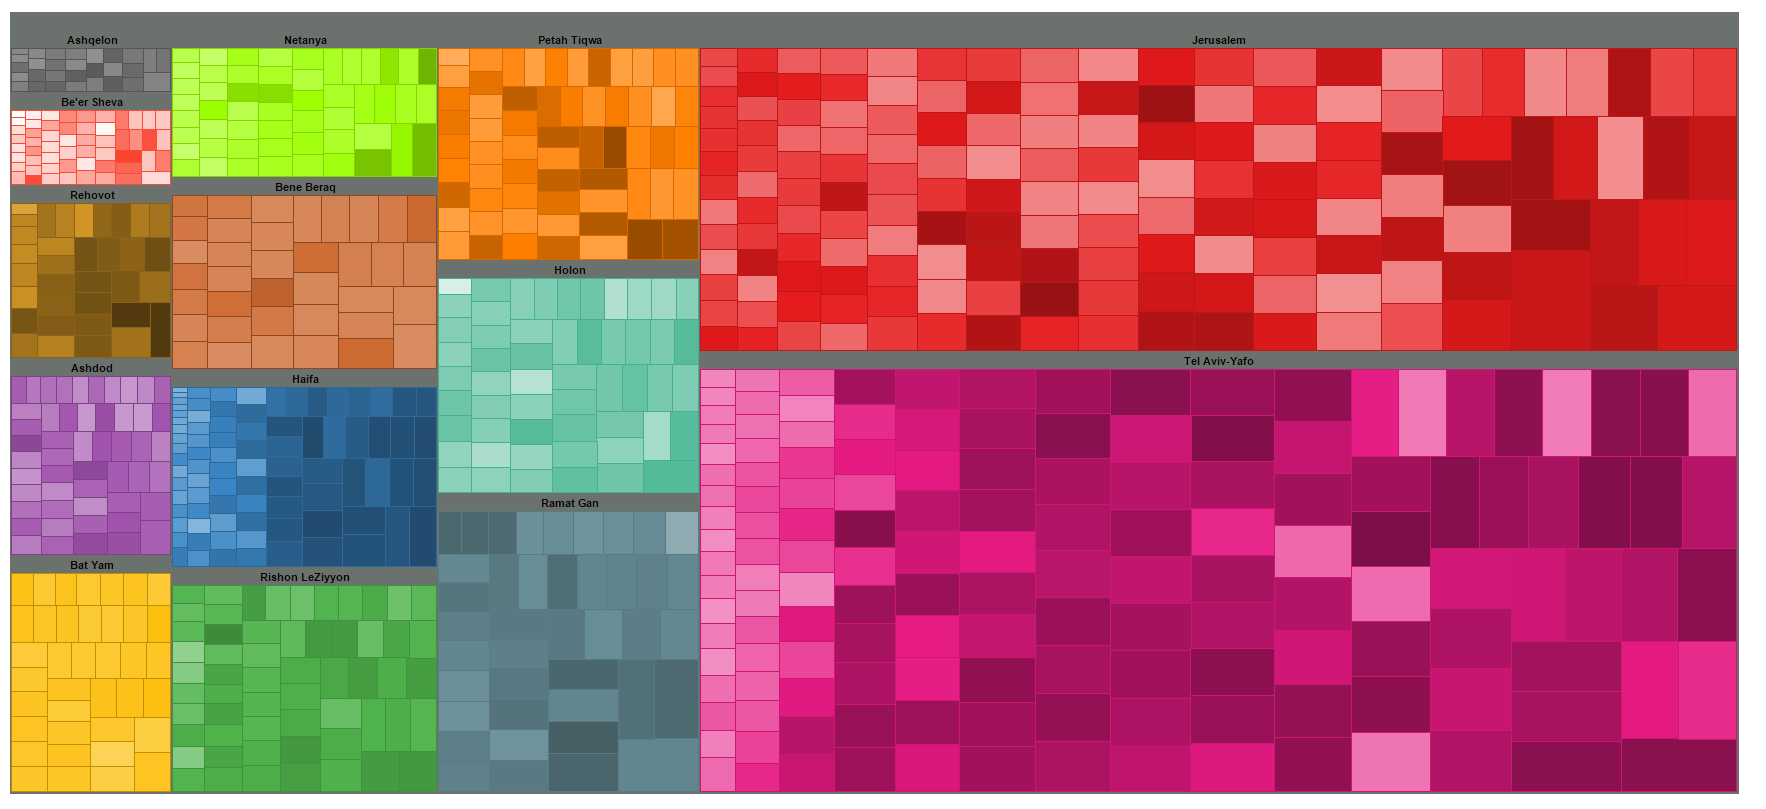 Ashqelon
Netanya
Petah Tiqwa
Jerusalem
Be'er Sheva
Bene Beraq
Rehovot
Holon
Tel Aviv-Yafo
Ashdod
Haifa
Ramat Gan
Bat Yam
Rishon LeZiyyon